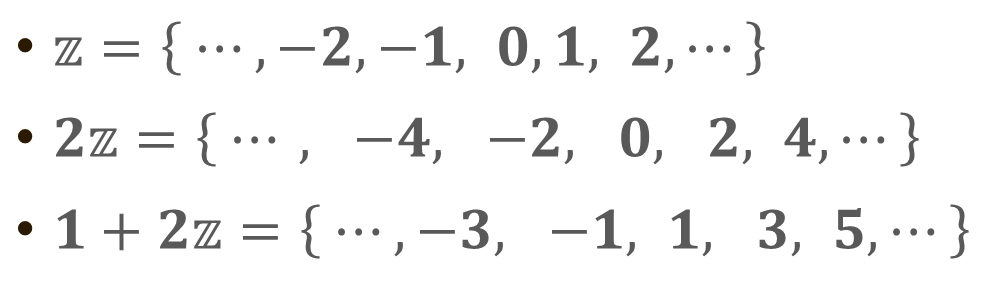 • 𝕫 = { ⋯ , −2, −1, 0, 1, 2, ⋯ }
• 2𝕫 = { ⋯ , −4, −2, 0, 2, 4, ⋯ }
• 1 + 2𝕫 = { ⋯ , −3, −1, 1, 3, 5, ⋯ }